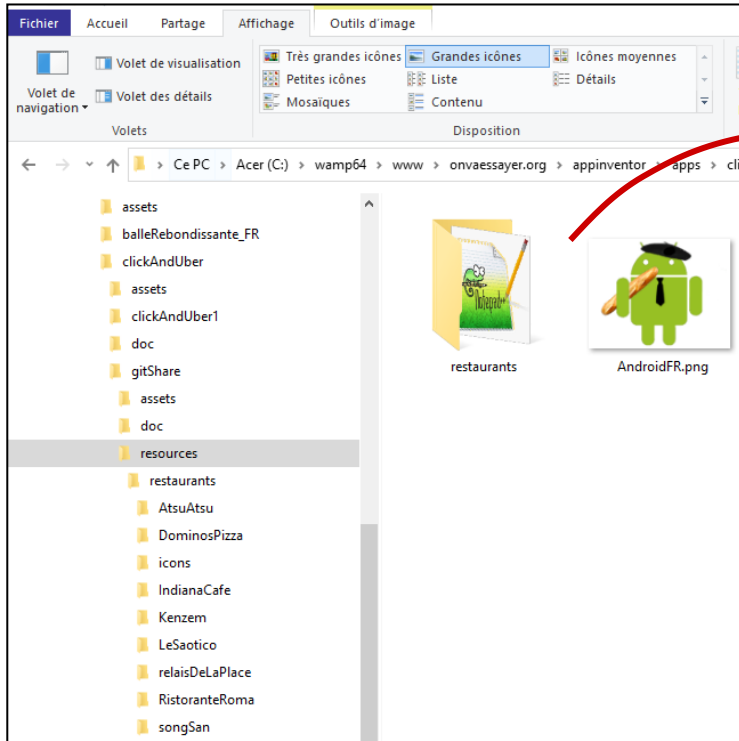 Fichier Accueil Partage Affichage Outils d'image
Volet de navigation
Volet de visualisation
Volet des détails
Volets
Très grandes icônes Grandes icônes Icônes moyennes
Petites icônes Liste Détails
Mosaïques Contenu
Disposition
Ce PC > Acer (C:) > wamp64 > www > onvaessayer.org > appinventor > apps > cli
assets
balleRebondissante_FR
clickAndUber
assets
clickAndUber1
doc
gitShare
assets
doc
resources
restaurants
AtsuAtsu
DominosPizza
icons
IndianaCafe
Kenzem
LeSaotico
relaisDeLaPlace
RistoranteRoma
songSan
Notepad++
restaurants
AndroidFR.png